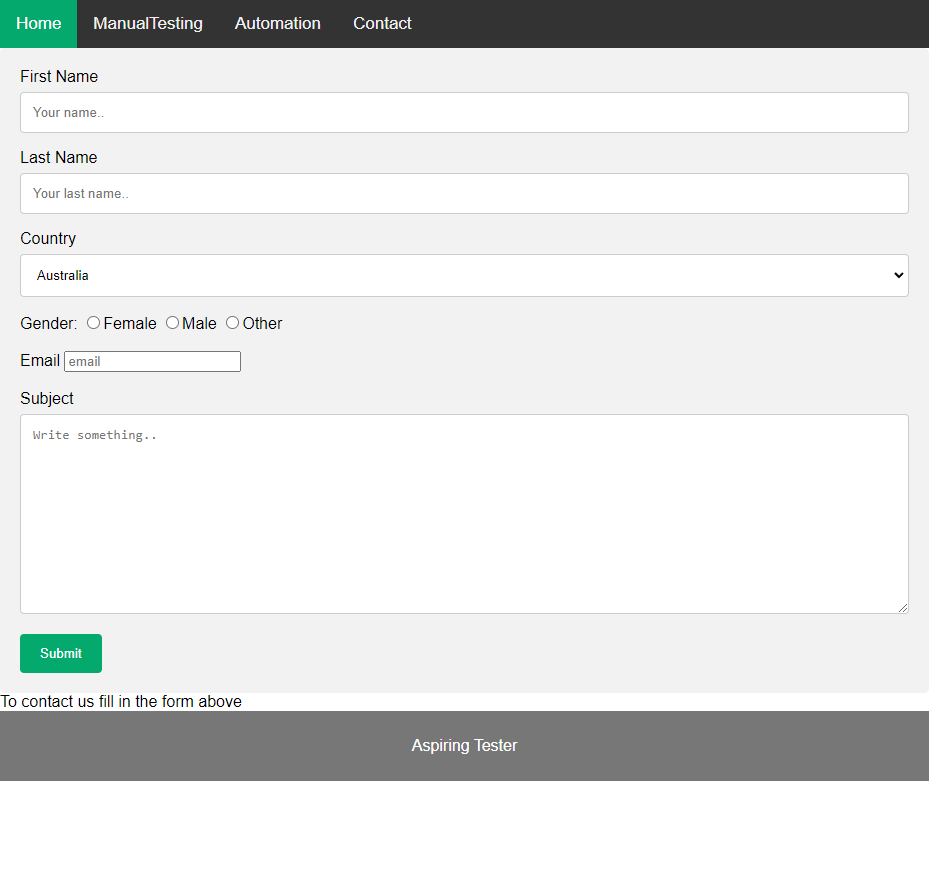 Home ManualTesting Automation Contact
First Name
Your name..
Last Name
Your last name..
Country
Australia
Gender: Female Male Other
Email email
Subject
Write something..
Submit
To contact us fill in the form above
Aspiring Tester